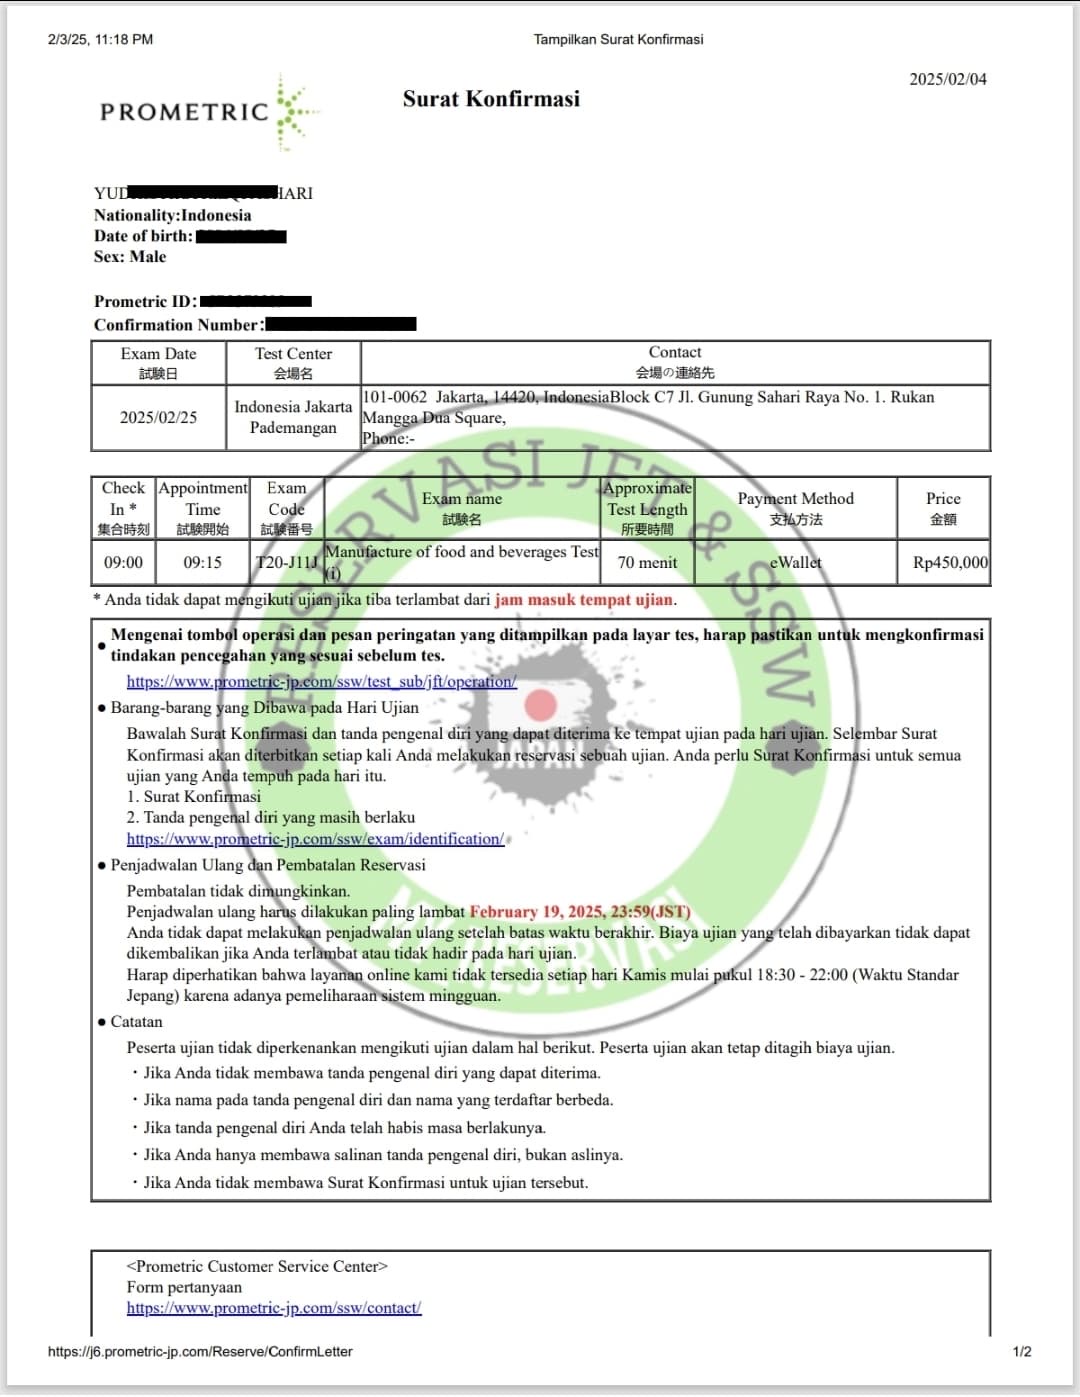 2/3/25, 11:18 PM
Tampilkan Surat Konfirmasi
2025/02/04
PROMETRIC
Surat Konfirmasi
YUD HARI
Nationality:Indonesia
Date of birth:
Sex: Male
Prometric ID:
Confirmation Number:
Exam Date
試験日
Test Center
会場名
Contact
会場の連絡先
2025/02/25
Indonesia Jakarta
Pademangan
101-0062 Jakarta, 14420, IndonesiaBlock C7 Jl. Gunung Sahari Raya No. 1. Rukan
Mangga Dua Square,
Phone:-
Check
In *
集合時刻
Appointment
Time
試験開始
Exam
Code
試験番号
Exam name
試験名
Approximate
Test Length
所要時間
Payment Method
支払方法
Price
金額
09:00
09:15
T20-J11J
Manufacture of food and beverages Test
(i)
70 menit
eWallet
Rp450,000
* Anda tidak dapat mengikuti ujian jika tiba terlambat dari jam masuk tempat ujian.
● Mengenai tombol operasi dan pesan peringatan yang ditampilkan pada layar tes, harap pastikan untuk mengkonfirmasi
tindakan pencegahan yang sesuai sebelum tes.
https://www.prometric-jp.com/ssw/test_sub/jft/operation/
● Barang-barang yang Dibawa pada Hari Ujian
Bawalah Surat Konfirmasi dan tanda pengenal diri yang dapat diterima ke tempat ujian pada hari ujian. Selembar Surat
Konfirmasi akan diterbitkan setiap kali Anda melakukan reservasi sebuah ujian. Anda perlu Surat Konfirmasi untuk semua
ujian yang Anda tempuh pada hari itu.
1. Surat Konfirmasi
2. Tanda pengenal diri yang masih berlaku
https://www.prometric-jp.com/ssw/exam/identification/
● Penjadwalan Ulang dan Pembatalan Reservasi
Pembatalan tidak dimungkinkan.
Penjadwalan ulang harus dilakukan paling lambat February 19, 2025, 23:59(JST)
Anda tidak dapat melakukan penjadwalan ulang setelah batas waktu berakhir. Biaya ujian yang telah dibayarkan tidak dapat
dikembalikan jika Anda terlambat atau tidak hadir pada hari ujian.
Harap diperhatikan bahwa layanan online kami tidak tersedia setiap hari Kamis mulai pukul 18:30 - 22:00 (Waktu Standar
Jepang) karena adanya pemeliharaan sistem mingguan.
● Catatan
Peserta ujian tidak diperkenankan mengikuti ujian dalam hal berikut. Peserta ujian akan tetap ditagih biaya ujian.
・Jika Anda tidak membawa tanda pengenal diri yang dapat diterima.
・Jika nama pada tanda pengenal diri dan nama yang terdaftar berbeda.
・Jika tanda pengenal diri Anda telah habis masa berlakunya.
・Jika Anda hanya membawa salinan tanda pengenal diri, bukan aslinya.
・Jika Anda tidak membawa Surat Konfirmasi untuk ujian tersebut.
RESERVASI JFT & SSW
JAPAN
RESERVASI
<Prometric Customer Service Center>
Form pertanyaan
https://www.prometric-jp.com/ssw/contact/
https://j6.prometric-jp.com/Reserve/ConfirmLetter
1/2